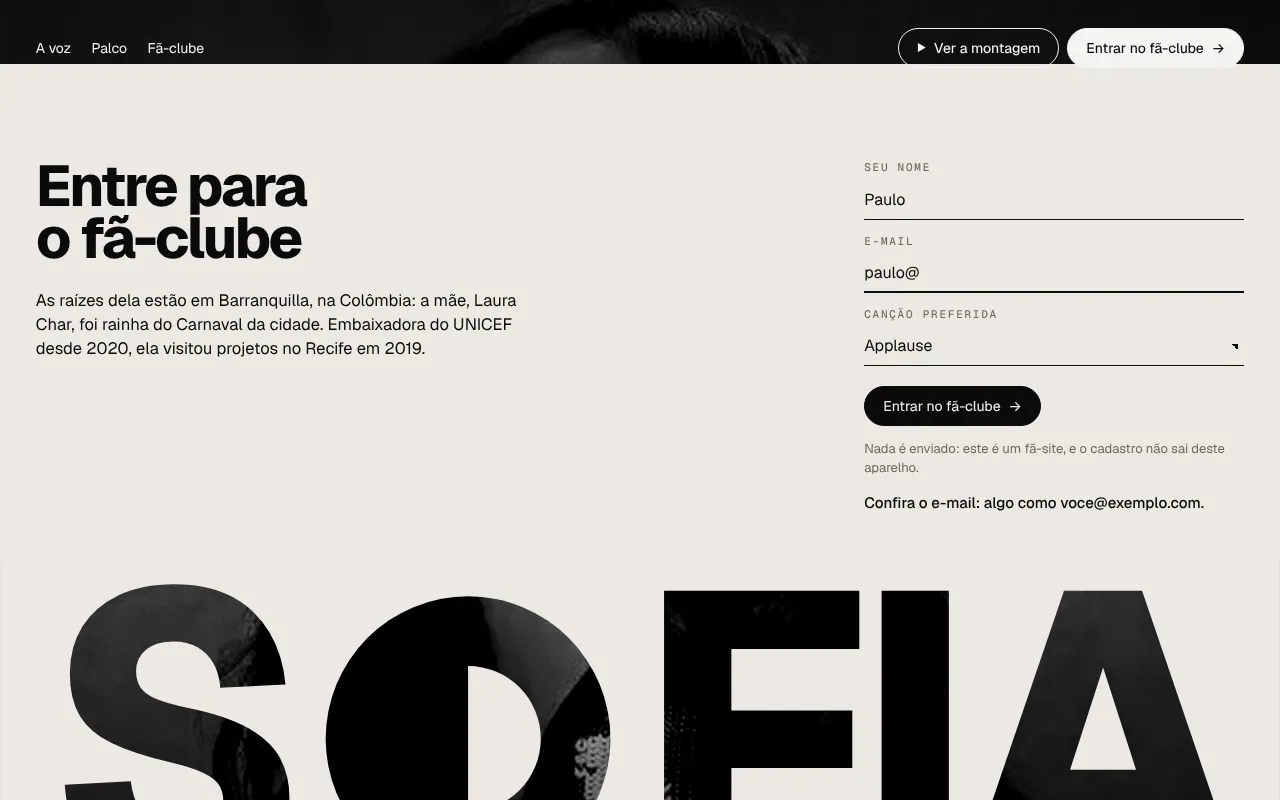 A voz
Palco
Fã-clube
Ver a montagem
Entrar no fã-clube →
Entre para
o fã-clube
As raízes dela estão em Barranquilla, na Colômbia: a mãe, Laura
Char, foi rainha do Carnaval da cidade. Embaixadora do UNICEF
desde 2020, ela visitou projetos no Recife em 2019.
SEU NOME
Paulo
E-MAIL
paulo@
CANÇÃO PREFERIDA
Applause
Entrar no fã-clube →
Nada é enviado: este é um fã-site, e o cadastro não sai deste
aparelho.
Confira o e-mail: algo como voce@exemplo.com.
SOFIA